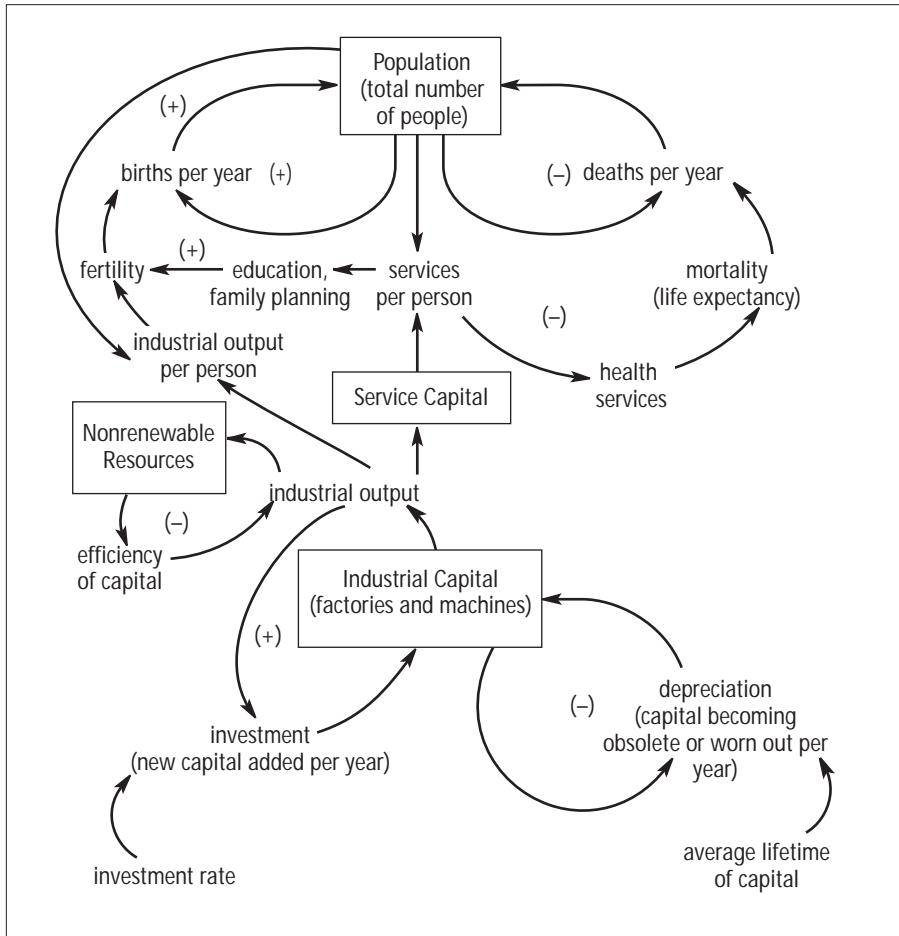 Population
(total number
of people)
(+)
births per year (+)
(–) deaths per year
(+)
fertility
education,
family planning
services
per person
mortality
(life expectancy)
(–)
industrial output
per person
health
services
Service Capital
Nonrenewable
Resources
industrial output
(–)
efficiency
of capital
Industrial Capital
(factories and machines)
(+)
depreciation
(capital becoming
obsolete or worn out per
year)
(–)
investment
(new capital added per year)
average lifetime
of capital
investment rate